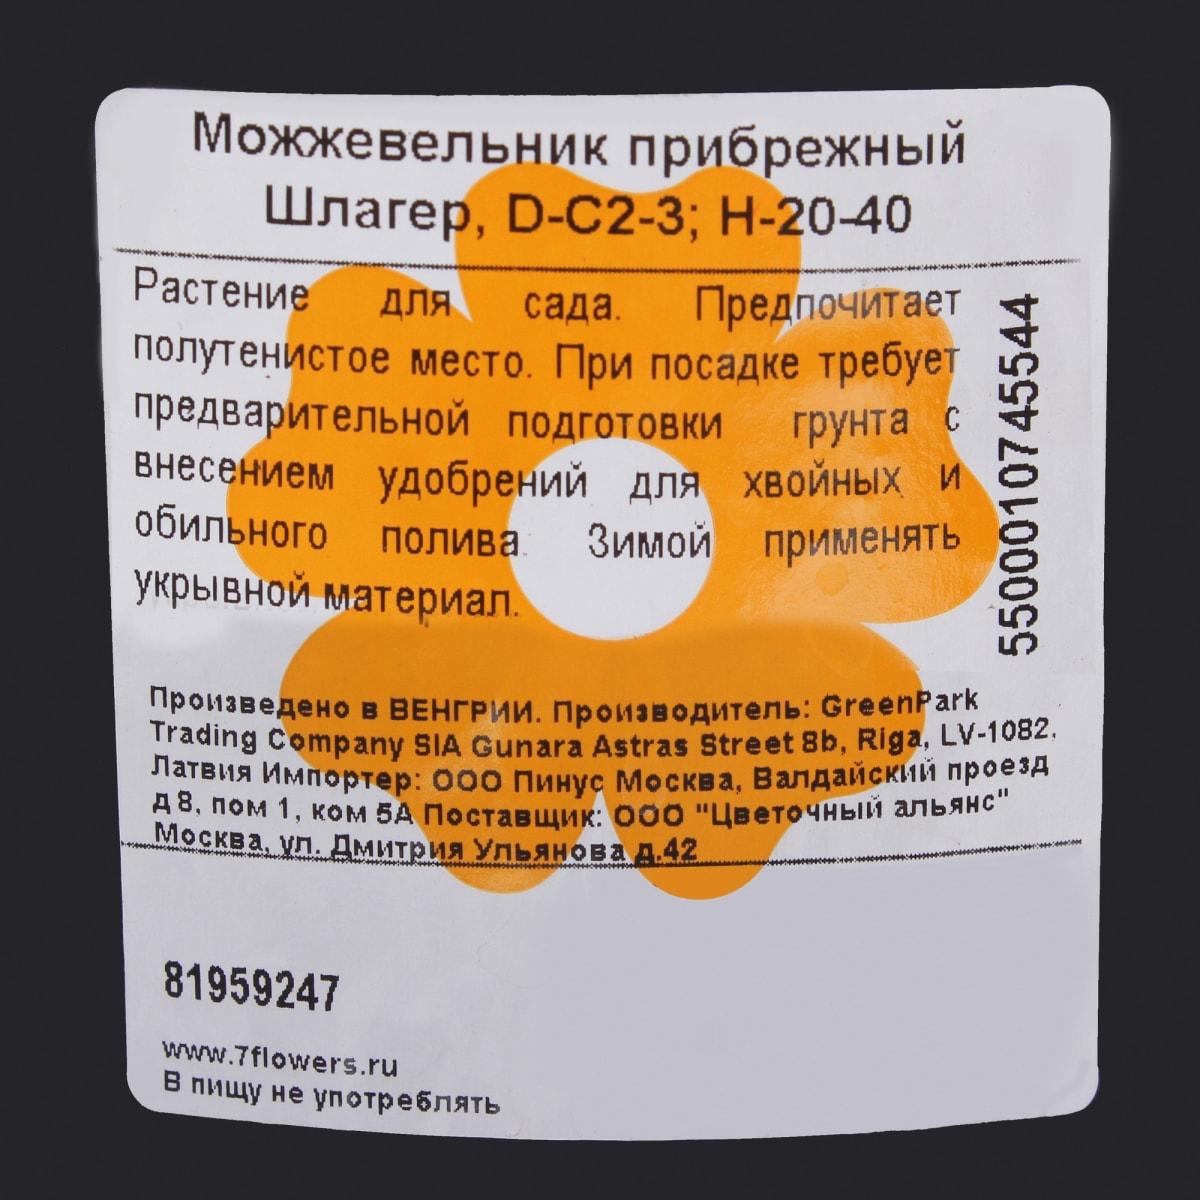 Можжевельник прибрежный
Шлагер, D-C2-3; H-20-40
Растение для сада. Предпочитает
полутенистое место. При посадке требует
предварительной подготовки грунта с
внесением удобрений для хвойных и
обильного полива. Зимой применять
укрывной материал.
5500010745544
Произведено в ВЕНГРИИ. Производитель: GreenPark
Trading Company SIA Gunara Astras Street 8b, Riga, LV-1082,
Латвия Импортер: ООО Пинус Москва, Валдайский проезд
д 8, пом 1, ком 5А Поставщик: ООО "Цветочный альянс"
Москва, ул. Дмитрия Ульянова д.42
81959247
www.7flowers.ru
В пищу не употреблять